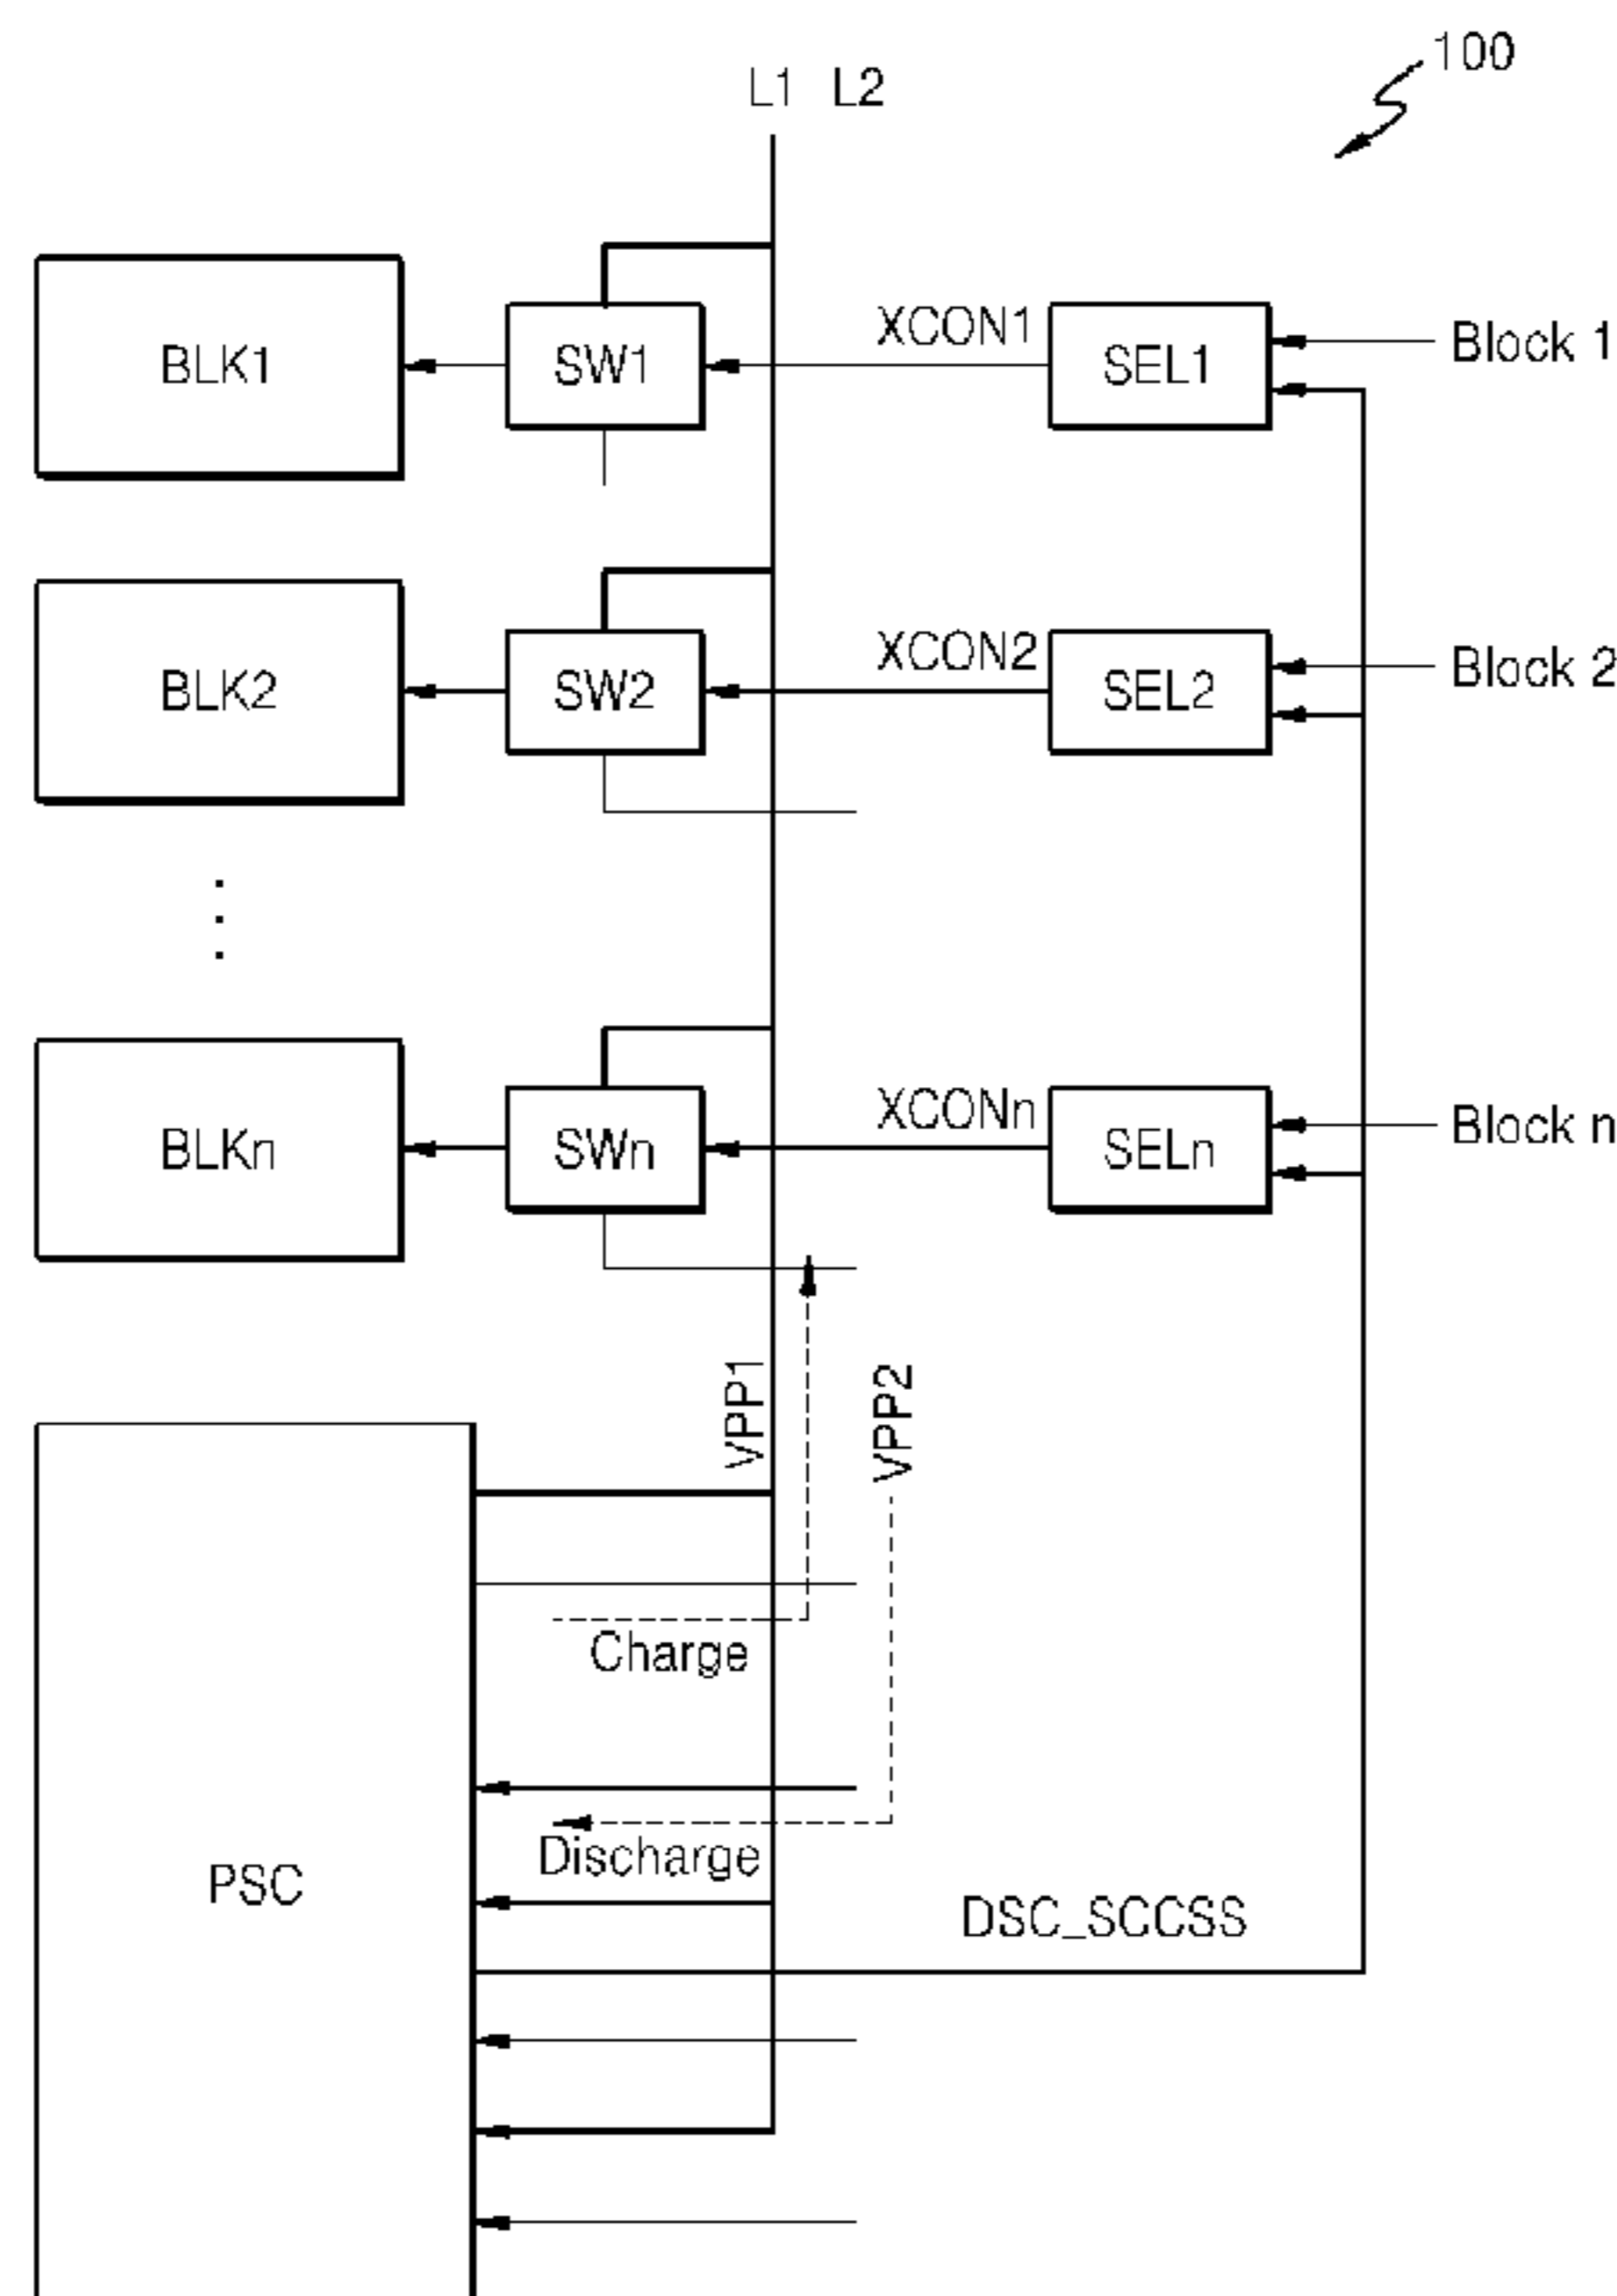 100
L1 L2
BLK1
SW1
XCON1
SEL1
Block 1
BLK2
SW2
XCON2
SEL2
Block 2
BLKn
SWn
XCONn
SELn
Block n
VPP1
VPP2
Charge
Discharge
PSC
DSC_SCCSS